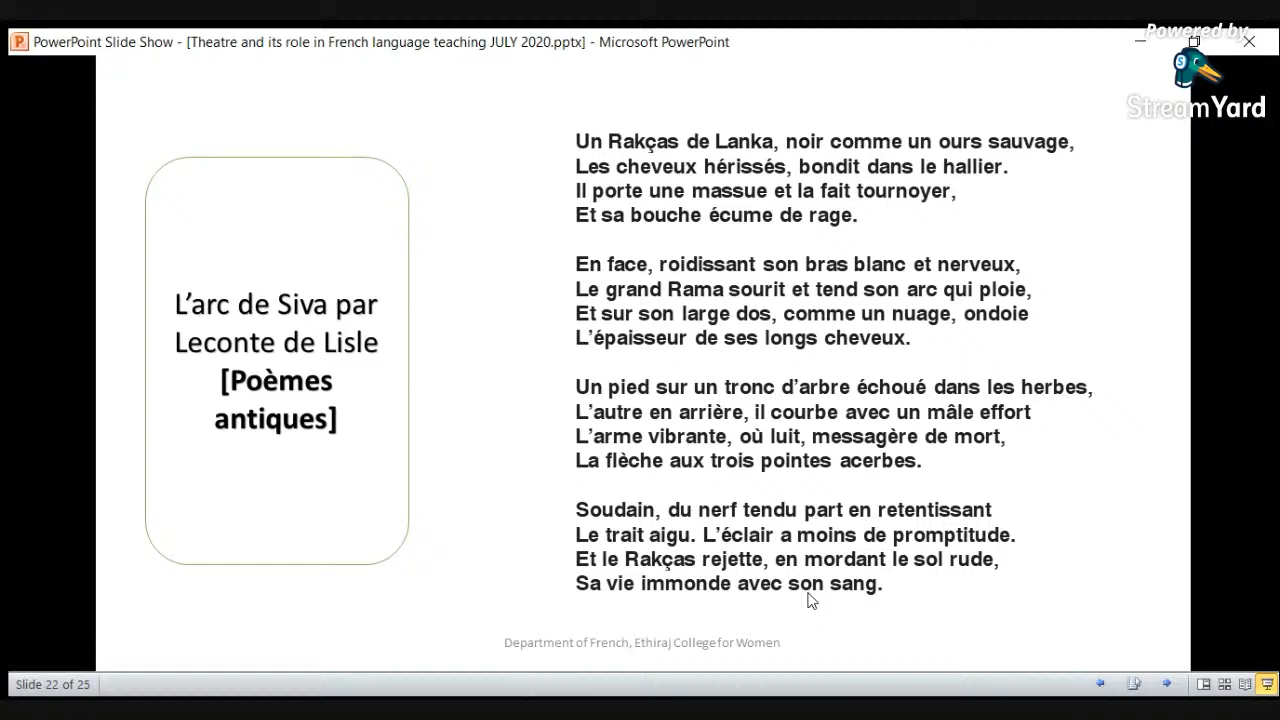 PowerPoint Slide Show - [Theatre and its role in French language teaching JULY 2020.pptx] - Microsoft PowerPoint
Powered by
StreamYard
L’arc de Siva par
Leconte de Lisle
[Poèmes
antiques]
Un Rakças de Lanka, noir comme un ours sauvage,
Les cheveux hérissés, bondit dans le hallier.
Il porte une massue et la fait tournoyer,
Et sa bouche écume de rage.
En face, roidissant son bras blanc et nerveux,
Le grand Rama sourit et tend son arc qui ploie,
Et sur son large dos, comme un nuage, ondoie
L’épaisseur de ses longs cheveux.
Un pied sur un tronc d’arbre échoué dans les herbes,
L’autre en arrière, il courbe avec un mâle effort
L’arme vibrante, où luit, messagère de mort,
La flèche aux trois pointes acerbes.
Soudain, du nerf tendu part en retentissant
Le trait aigu. L’éclair a moins de promptitude.
Et le Rakças rejette, en mordant le sol rude,
Sa vie immonde avec son sang.
Department of French, Ethiraj College for Women
Slide 22 of 25